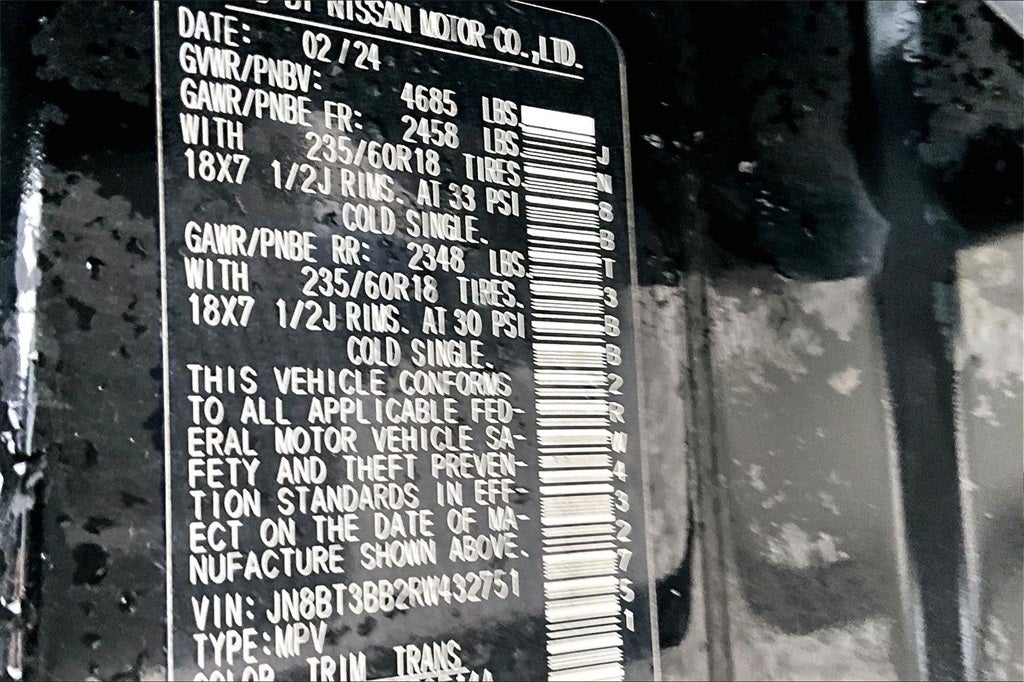 BY NISSAN MOTOR CO., LTD.
DATE: 02/24
GVWR/PNBV: 4685 LBS
GAWR/PNBE FR: 2458 LBS.
WITH 235/60R18 TIRES.
18X7 1/2J RIMS. AT 33 PSI
COLD SINGLE.
GAWR/PNBE RR: 2348 LBS.
WITH 235/60R18 TIRES.
18X7 1/2J RIMS. AT 30 PSI
COLD SINGLE.
THIS VEHICLE CONFORMS
TO ALL APPLICABLE FED-
ERAL MOTOR VEHICLE SA-
FETY AND THEFT PREVEN-
TION STANDARDS IN EFF-
ECT ON THE DATE OF MA-
NUFACTURE SHOWN ABOVE.
VIN: JN8BT3BB2RW432751
TYPE: MPV
COLOR TRIM TRANS
JN8BT3BB2RW432751